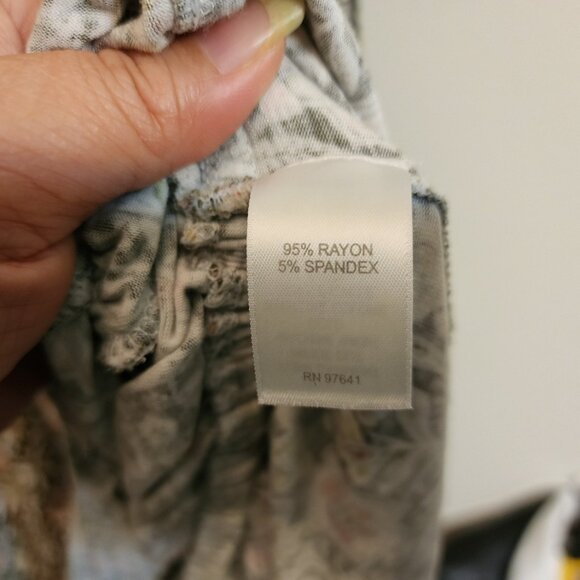 95% RAYON
5% SPANDEX
RN 97641